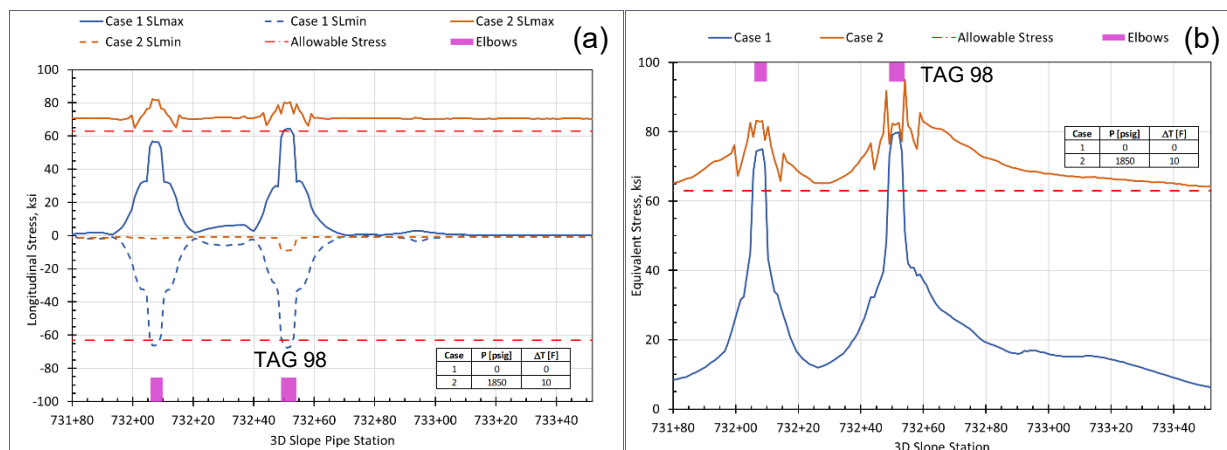 Case 1 SLmax Case 1 SLmin Case 2 SLmax
Case 2 SLmin Allowable Stress Elbows
(a)
Longitudinal Stress, ksi
100
80
60
40
20
0
-20
-40
-60
-80
-100
TAG 98
Case P [psig] ΔT [F]
1 0 0
2 1850 10
731+80 732+00 732+20 732+40 732+60 732+80 733+00 733+20 733+40
3D Slope Pipe Station
Case 1 Case 2 Allowable Stress Elbows
(b)
TAG 98
Equivalent Stress, ksi
100
80
60
40
20
0
Case P [psig] ΔT [F]
1 0 0
2 1850 10
731+80 732+00 732+20 732+40 732+60 732+80 733+00 733+20 733+40
3D Slope Station